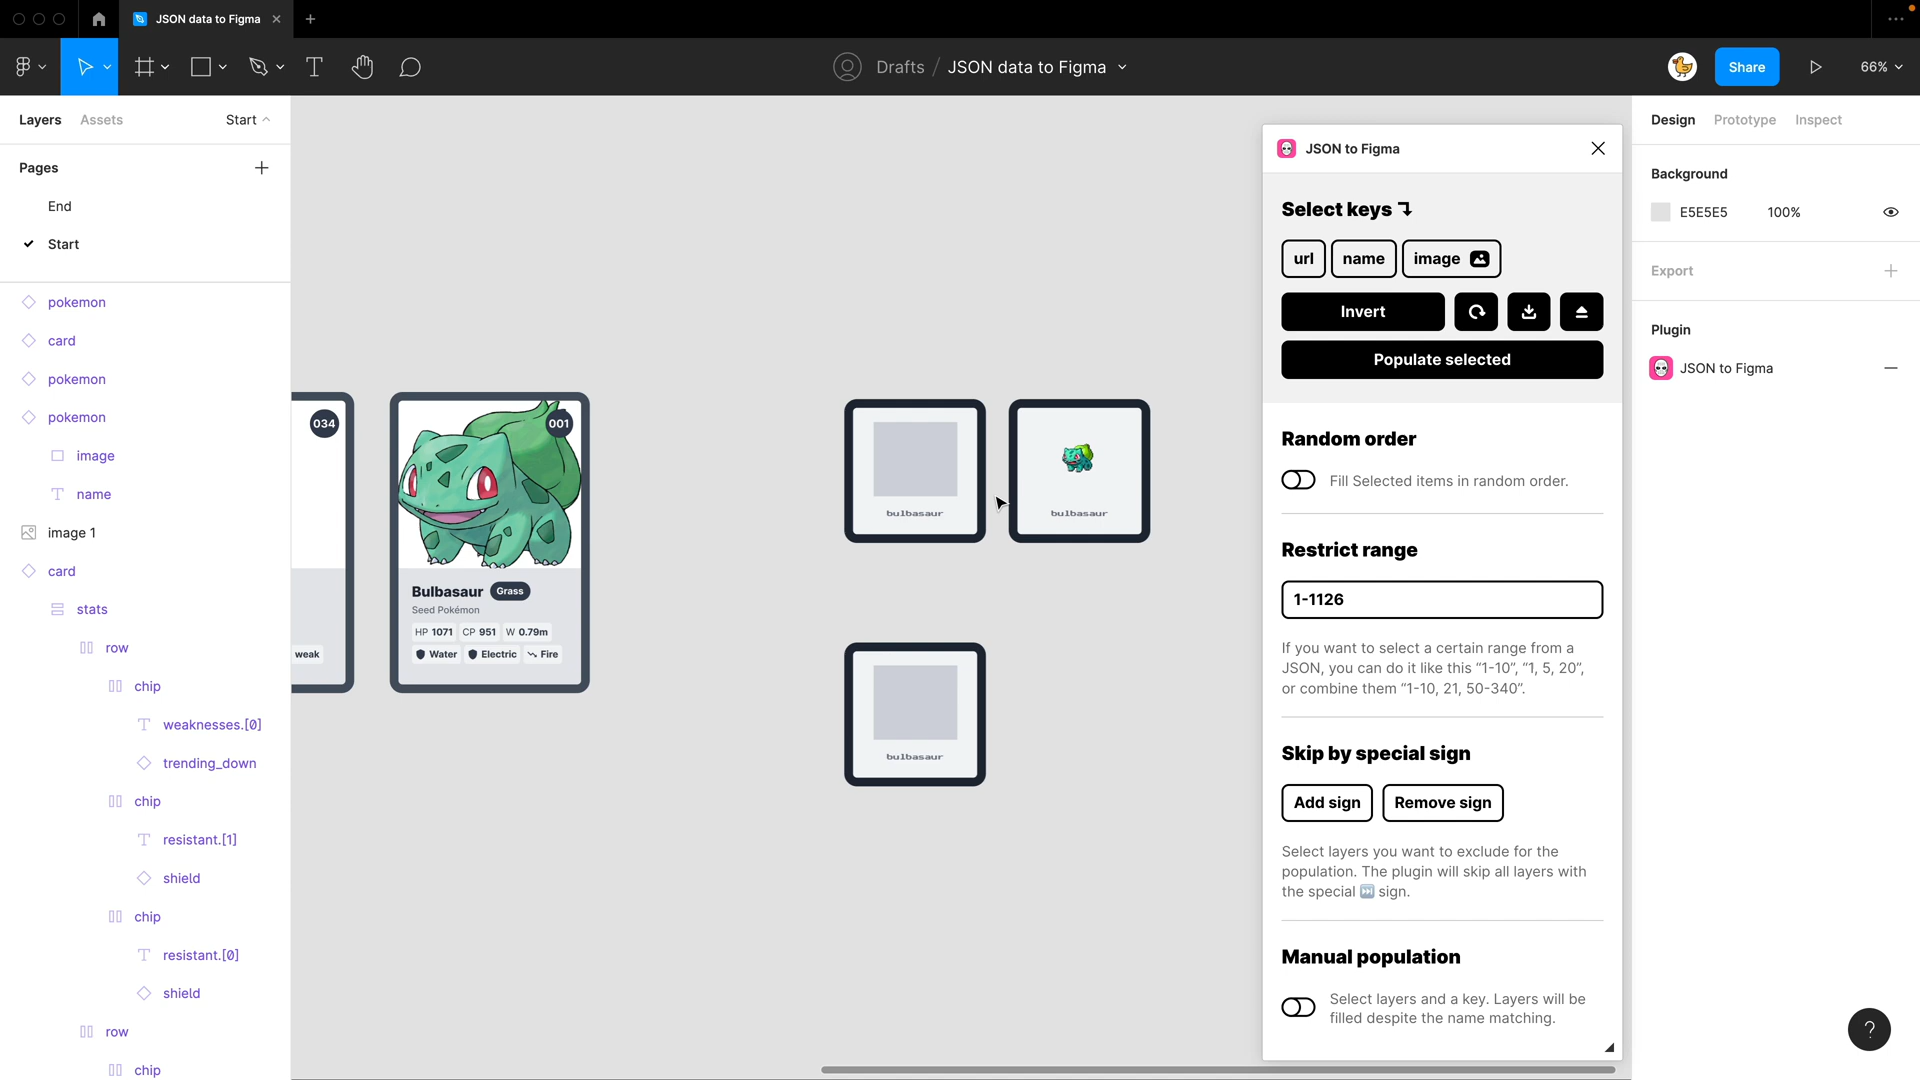 JSON data to Figma
Drafts / JSON data to Figma
Share
66%
Layers
Assets
Start
Pages
End
Start
pokemon
card
pokemon
pokemon
image
name
image 1
card
stats
row
chip
weaknesses.[0]
trending_down
chip
resistant.[1]
shield
chip
resistant.[0]
shield
row
chip
034
weak
001
Bulbasaur
Grass
Seed Pokémon
HP 1071
CP 951
W 0.79m
Water
Electric
Fire
bulbasaur
bulbasaur
bulbasaur
JSON to Figma
Select keys
url
name
image
Invert
Populate selected
Random order
Fill Selected items in random order.
Restrict range
1-1126
If you want to select a certain range from a
JSON, you can do it like this “1-10”, “1, 5, 20”,
or combine them “1-10, 21, 50-340”.
Skip by special sign
Add sign
Remove sign
Select layers you want to exclude for the
population. The plugin will skip all layers with
the special ⏭ sign.
Manual population
Select layers and a key. Layers will be
filled despite the name matching.
Design
Prototype
Inspect
Background
E5E5E5
100%
Export
Plugin
JSON to Figma
?